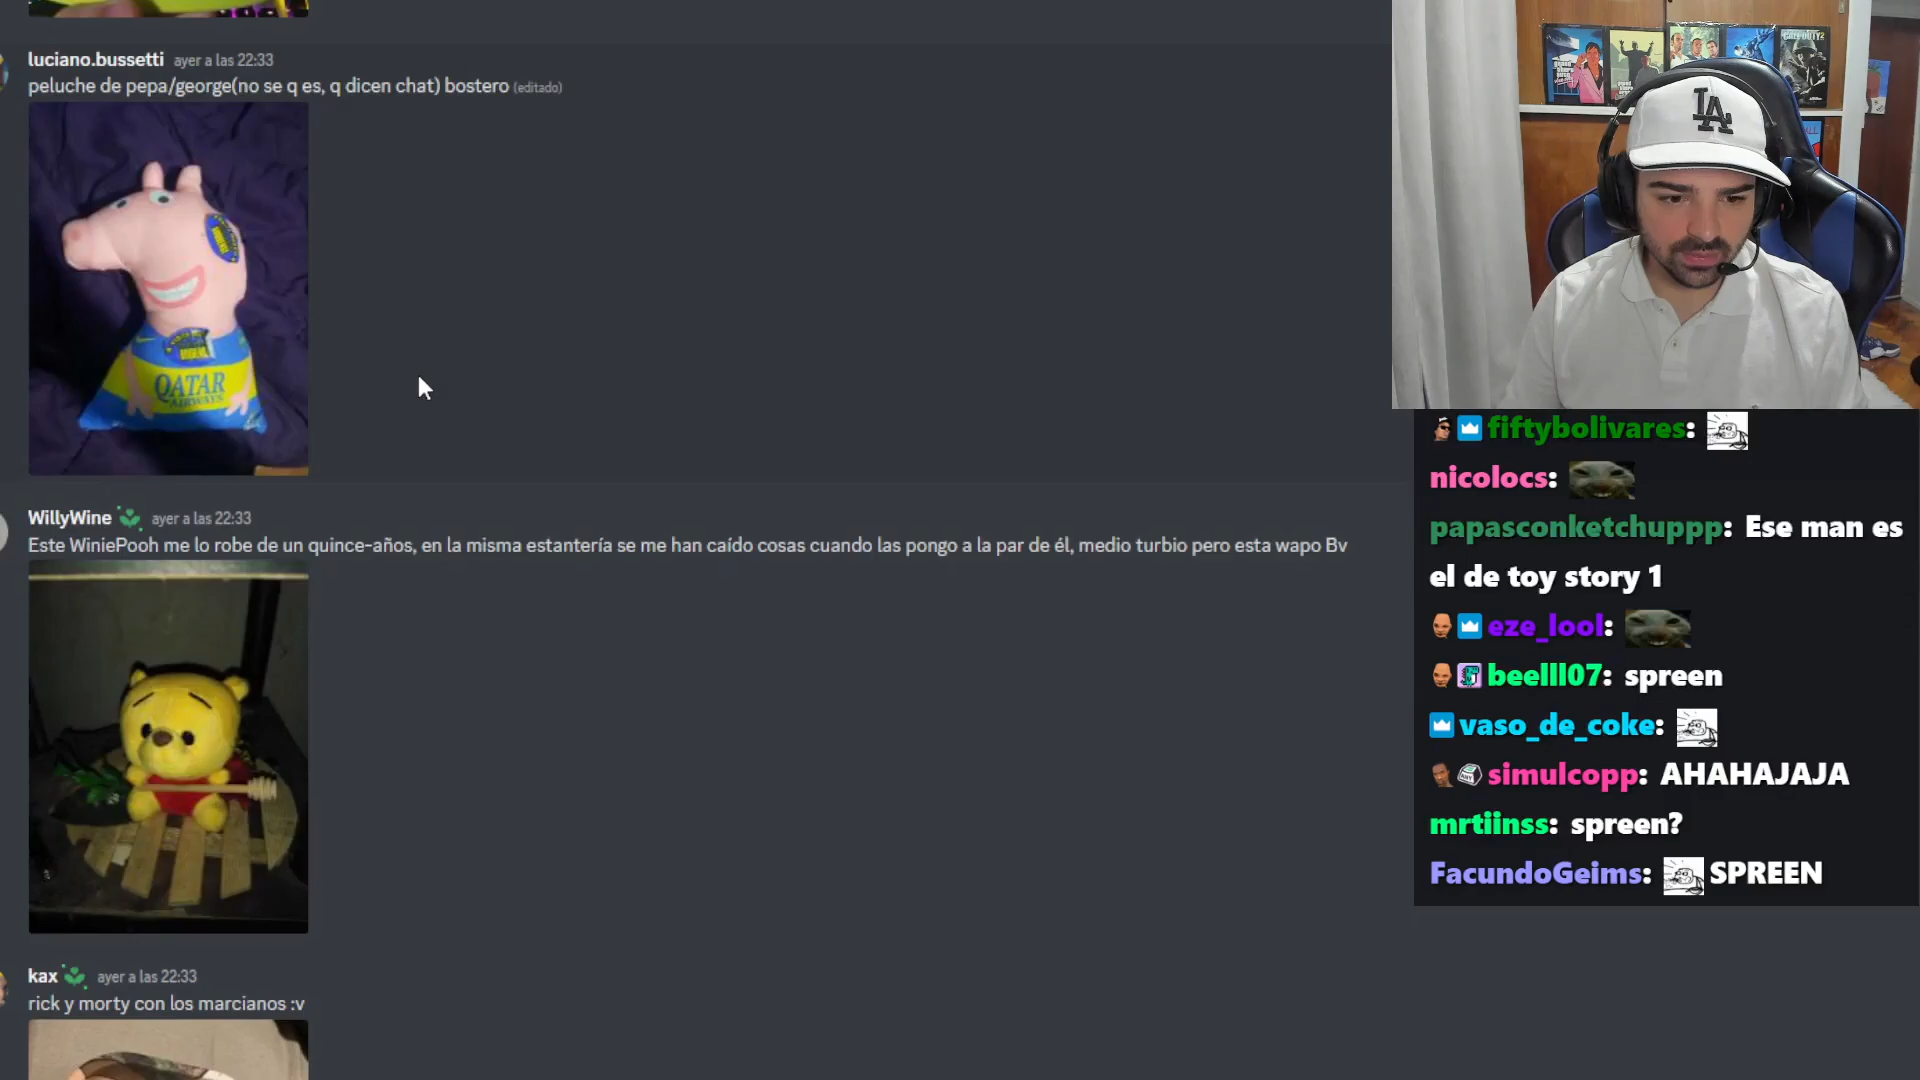 luciano.bussetti ayer a las 22:33
peluche de pepa/george(no se q es, q dicen chat) bostero (editado)
QATAR
AIRWAYS
WillyWine ayer a las 22:33
Este WiniePooh me lo robe de un quince-años, en la misma estantería se me han caído cosas cuando las pongo a la par de él, medio turbio pero esta wapo Bv
kax ayer a las 22:33
rick y morty con los marcianos :v
LA
fiftybolivares:
nicolocs:
papasconketchuppp: Ese man es
el de toy story 1
eze_lool:
beelll07: spreen
vaso_de_coke:
simulcopp: AHAHAJAJA
mrtiinss: spreen?
FacundoGeims: SPREEN